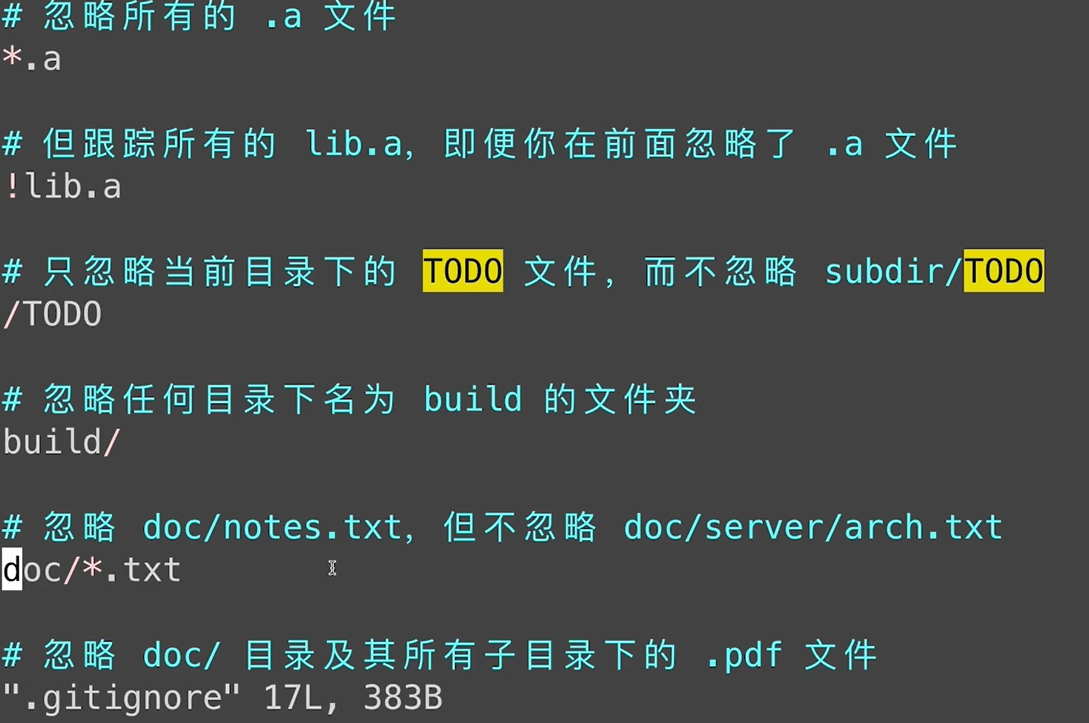 # 忽略所有的 .a 文件
*.a
# 但跟踪所有的 lib.a，即便你在前面忽略了 .a 文件
!lib.a
# 只忽略当前目录下的 TODO 文件，而不忽略 subdir/TODO
/TODO
# 忽略任何目录下名为 build 的文件夹
build/
# 忽略 doc/notes.txt，但不忽略 doc/server/arch.txt
doc/*.txt
# 忽略 doc/ 目录及其所有子目录下的 .pdf 文件
".gitignore" 17L, 383B